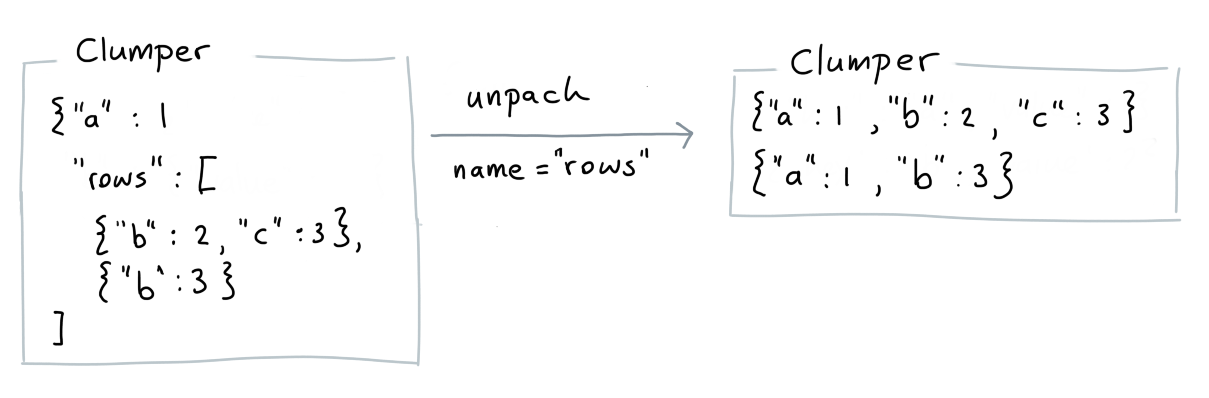 Clumper
{"a" : 1
"rows" : [
{"b" : 2, "c" : 3},
{"b" : 3}
]
unpack
name = "rows"
Clumper
{"a" : 1 , "b" : 2 , "c" : 3 }
{"a" : 1 , "b" : 3}